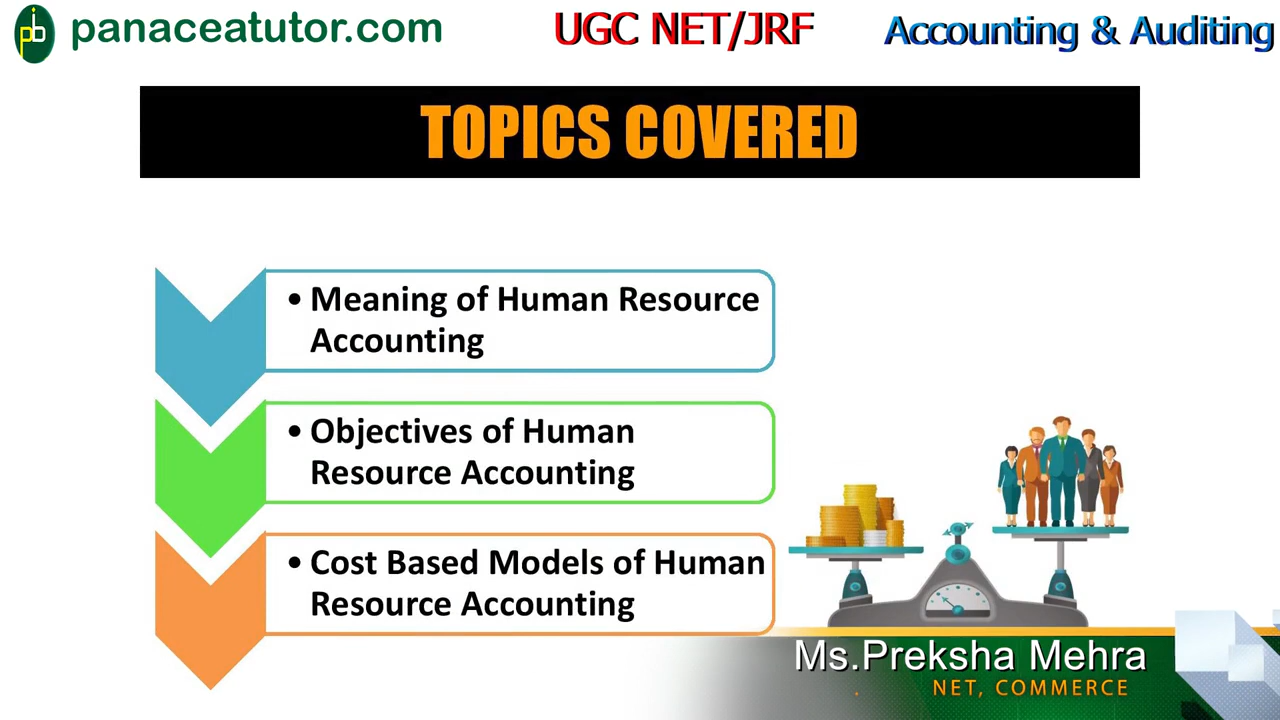 panaceatutor.com
UGC NET/JRF
Accounting & Auditing
TOPICS COVERED
• Meaning of Human Resource
Accounting
• Objectives of Human
Resource Accounting
• Cost Based Models of Human
Resource Accounting
Ms.Preksha Mehra
NET, COMMERCE